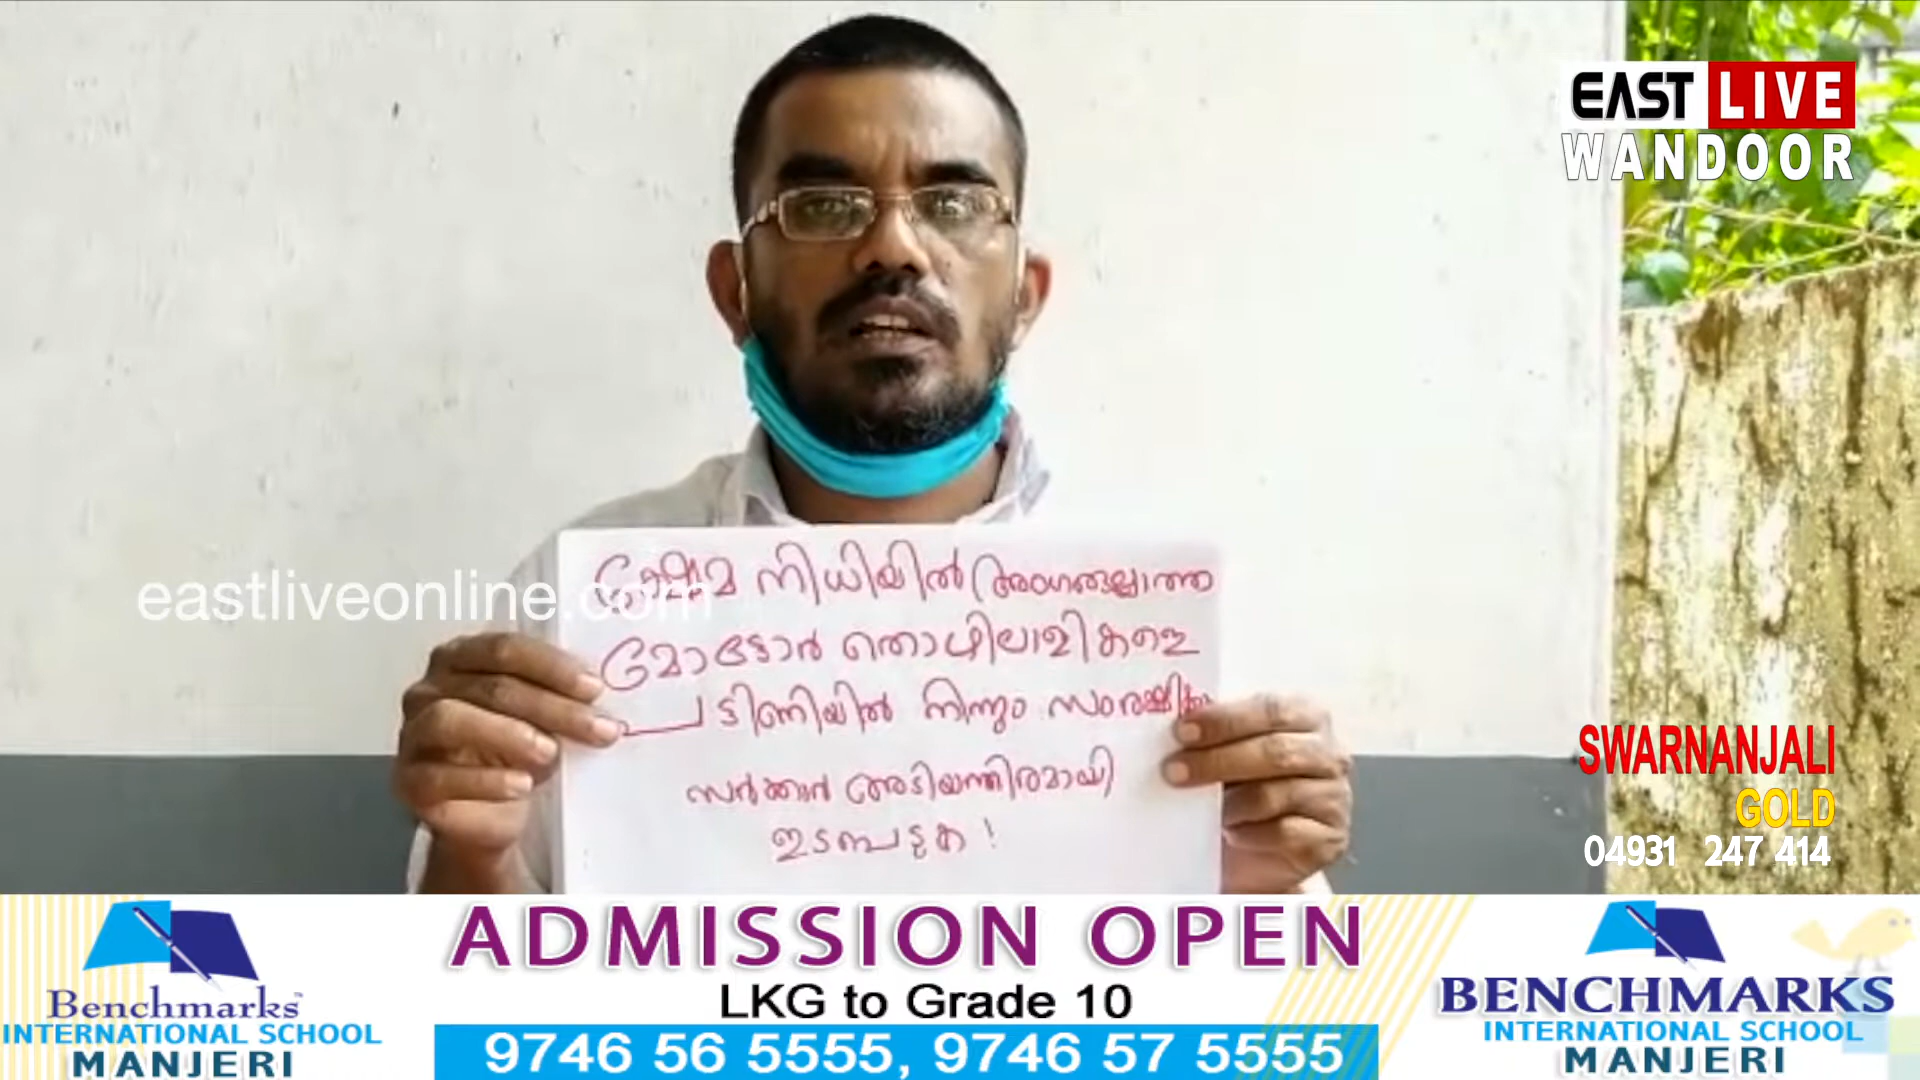 EAST LIVE
WANDOOR
eastliveonline.com
ക്ഷേമ നിധിയിൽ അംഗങ്ങളല്ലാത്ത
മോട്ടോർ തൊഴിലാളികളെ
പട്ടിണിയിൽ നിന്നും സംരക്ഷിക്കുക
സർക്കാർ അടിയന്തിരമായി
ഇടപെടുക!
SWARNANJALI
GOLD
04931 247 414
ADMISSION OPEN
LKG to Grade 10
9746 56 5555, 9746 57 5555
Benchmarks
INTERNATIONAL SCHOOL
MANJERI
BENCHMARKS
INTERNATIONAL SCHOOL
MANJERI